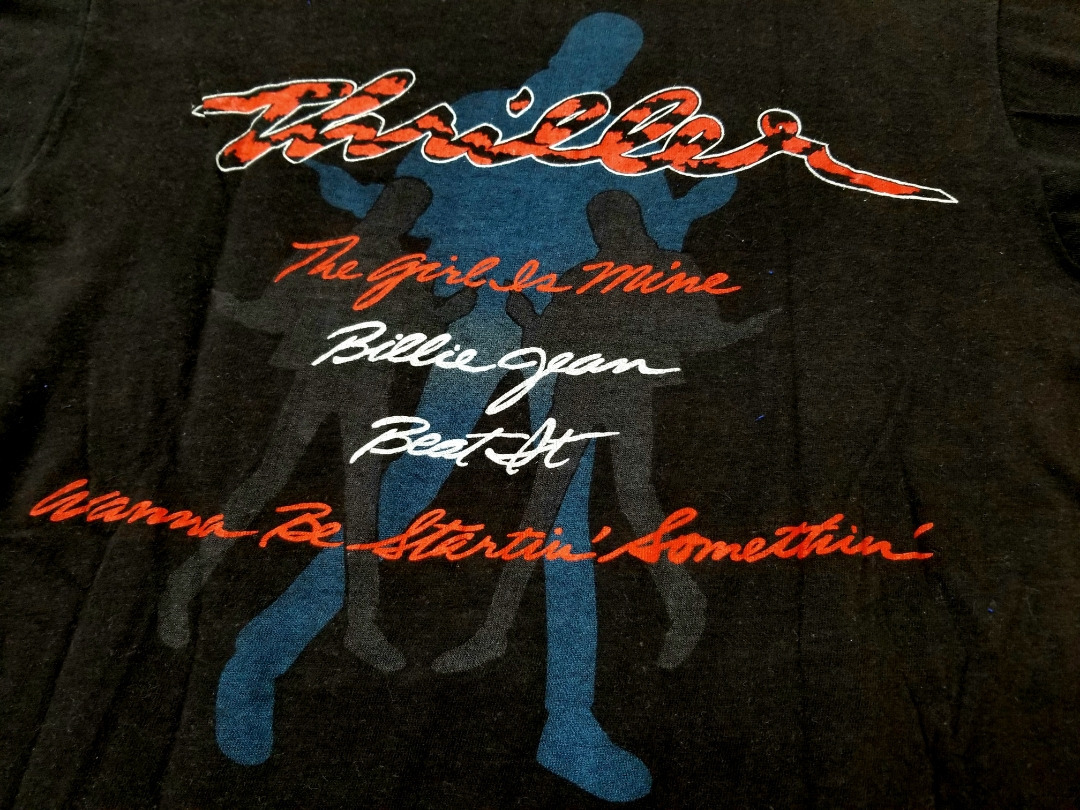 Thriller
The Girl Is Mine
Billie Jean
Beat It
Wanna Be Startin' Somethin'